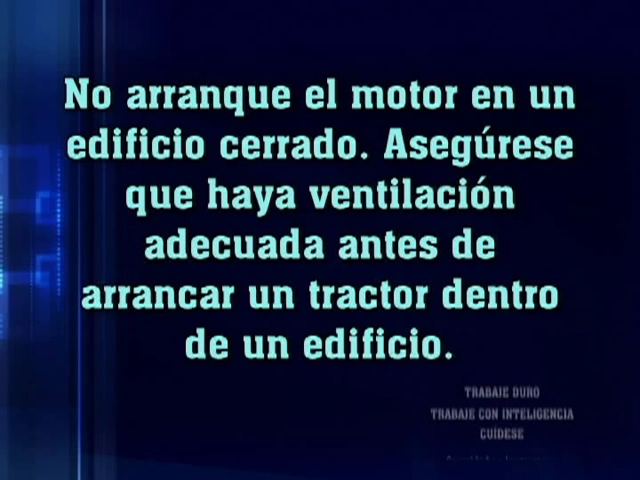 No arranque el motor en un
edificio cerrado. Asegúrese
que haya ventilación
adecuada antes de
arrancar un tractor dentro
de un edificio.
TRABAJE DURO
TRABAJE CON INTELIGENCIA
CUÍDESE